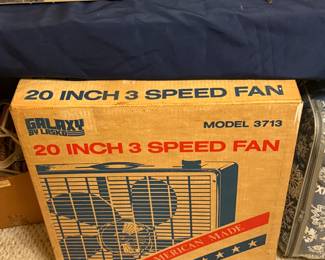 20 INCH 3 SPEED FAN
GALAXY
BY LASKO
MODEL 3713
20 INCH 3 SPEED FAN
AMERICAN MADE